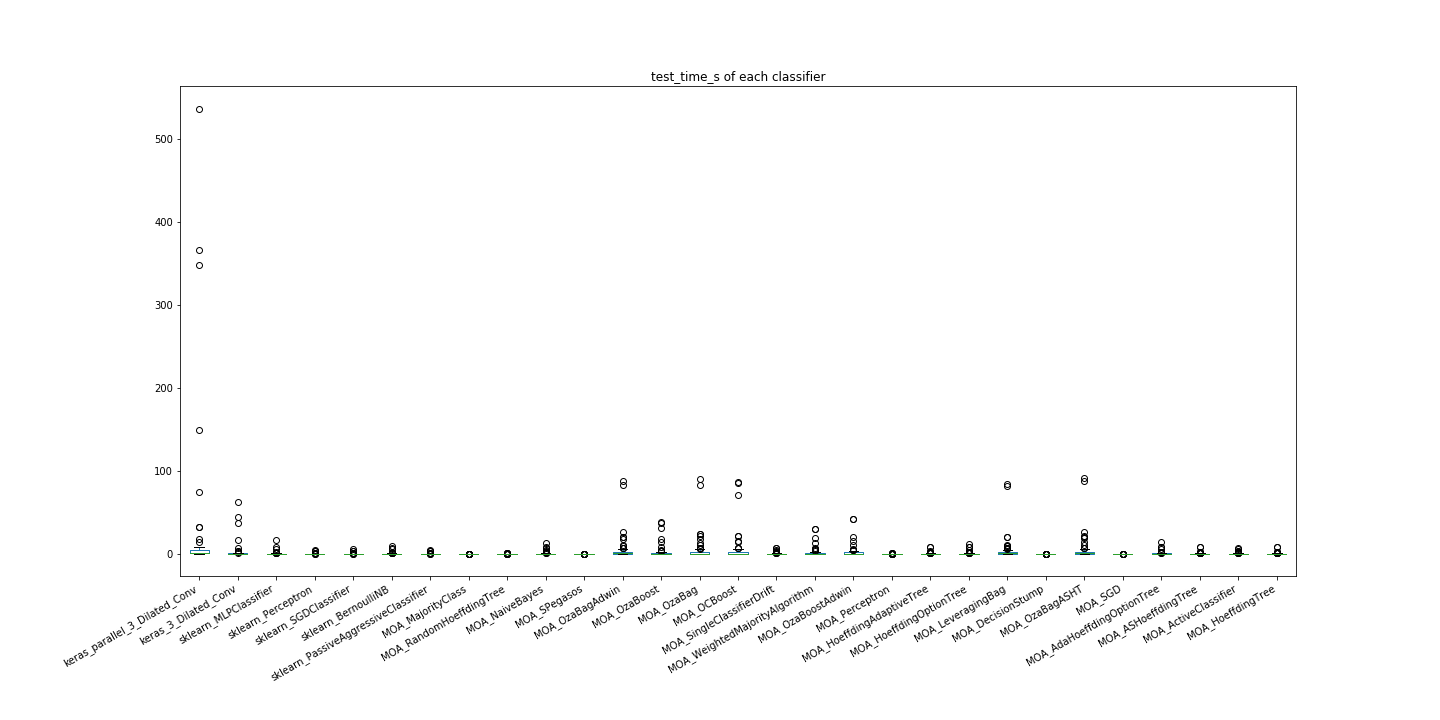 test_time_s of each classifier
500
400
300
200
100
0
keras_parallel_3_Dilated_Conv
keras_3_Dilated_Conv
sklearn_MLPClassifier
sklearn_Perceptron
sklearn_SGDClassifier
sklearn_BernoulliNB
sklearn_PassiveAggressiveClassifier
MOA_MajorityClass
MOA_RandomHoeffdingTree
MOA_NaiveBayes
MOA_SPegasos
MOA_OzaBagAdwin
MOA_OzaBoost
MOA_OzaBag
MOA_OCBoost
MOA_SingleClassifierDrift
MOA_WeightedMajorityAlgorithm
MOA_OzaBoostAdwin
MOA_Perceptron
MOA_HoeffdingAdaptiveTree
MOA_HoeffdingOptionTree
MOA_LeveragingBag
MOA_DecisionStump
MOA_OzaBagASHT
MOA_SGD
MOA_AdaHoeffdingOptionTree
MOA_ASHoeffdingTree
MOA_ActiveClassifier
MOA_HoeffdingTree